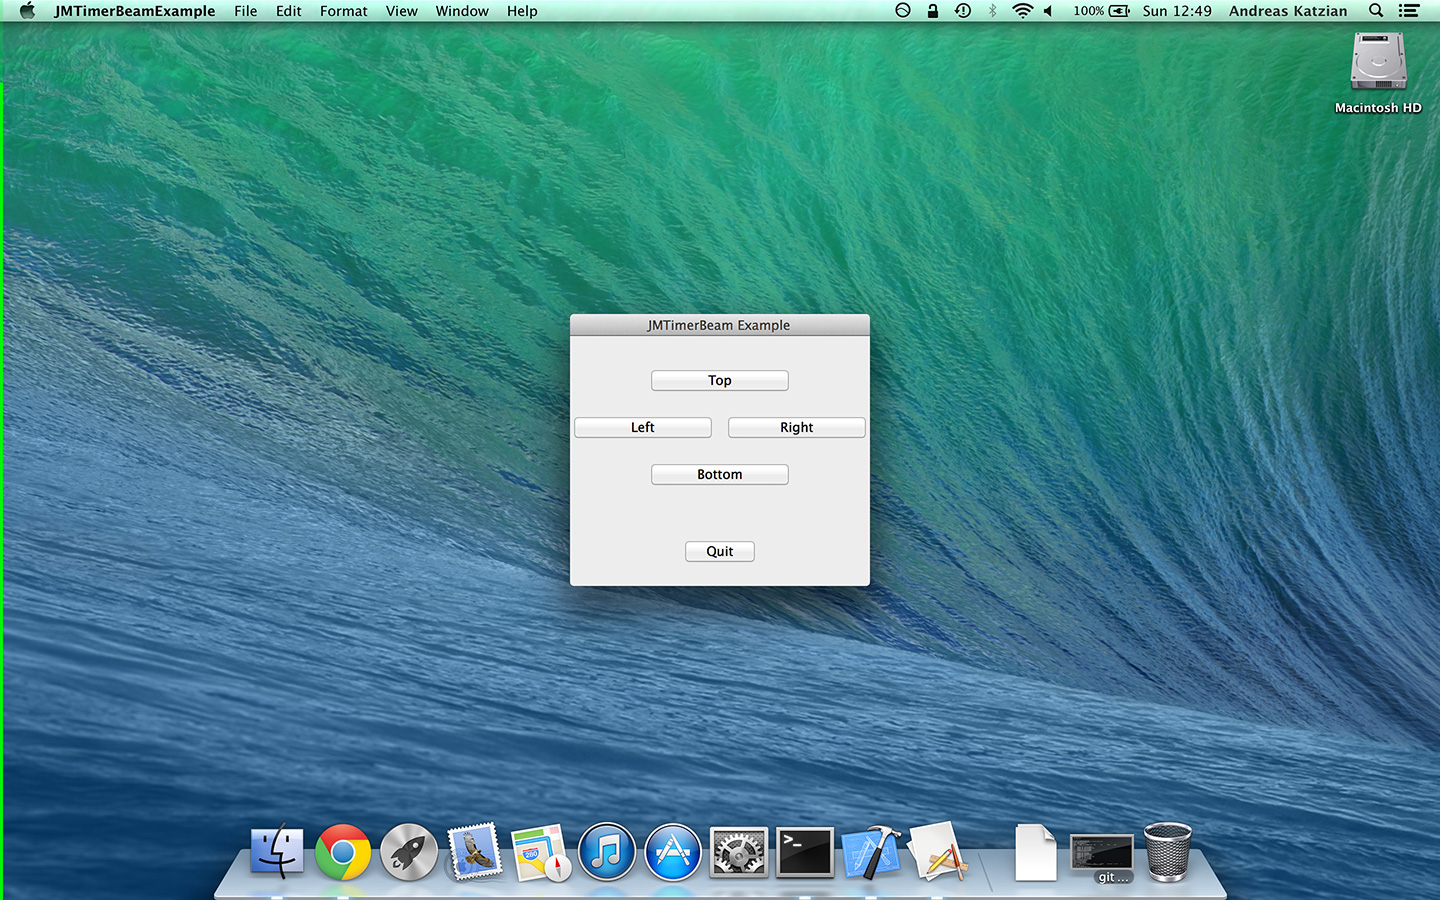 JMTimerBeamExample File Edit Format View Window Help 100% Sun 12:49 Andreas Katzian
Macintosh HD
JMTimerBeam Example
Top
Left Right
Bottom
Quit
280
>_
git ...